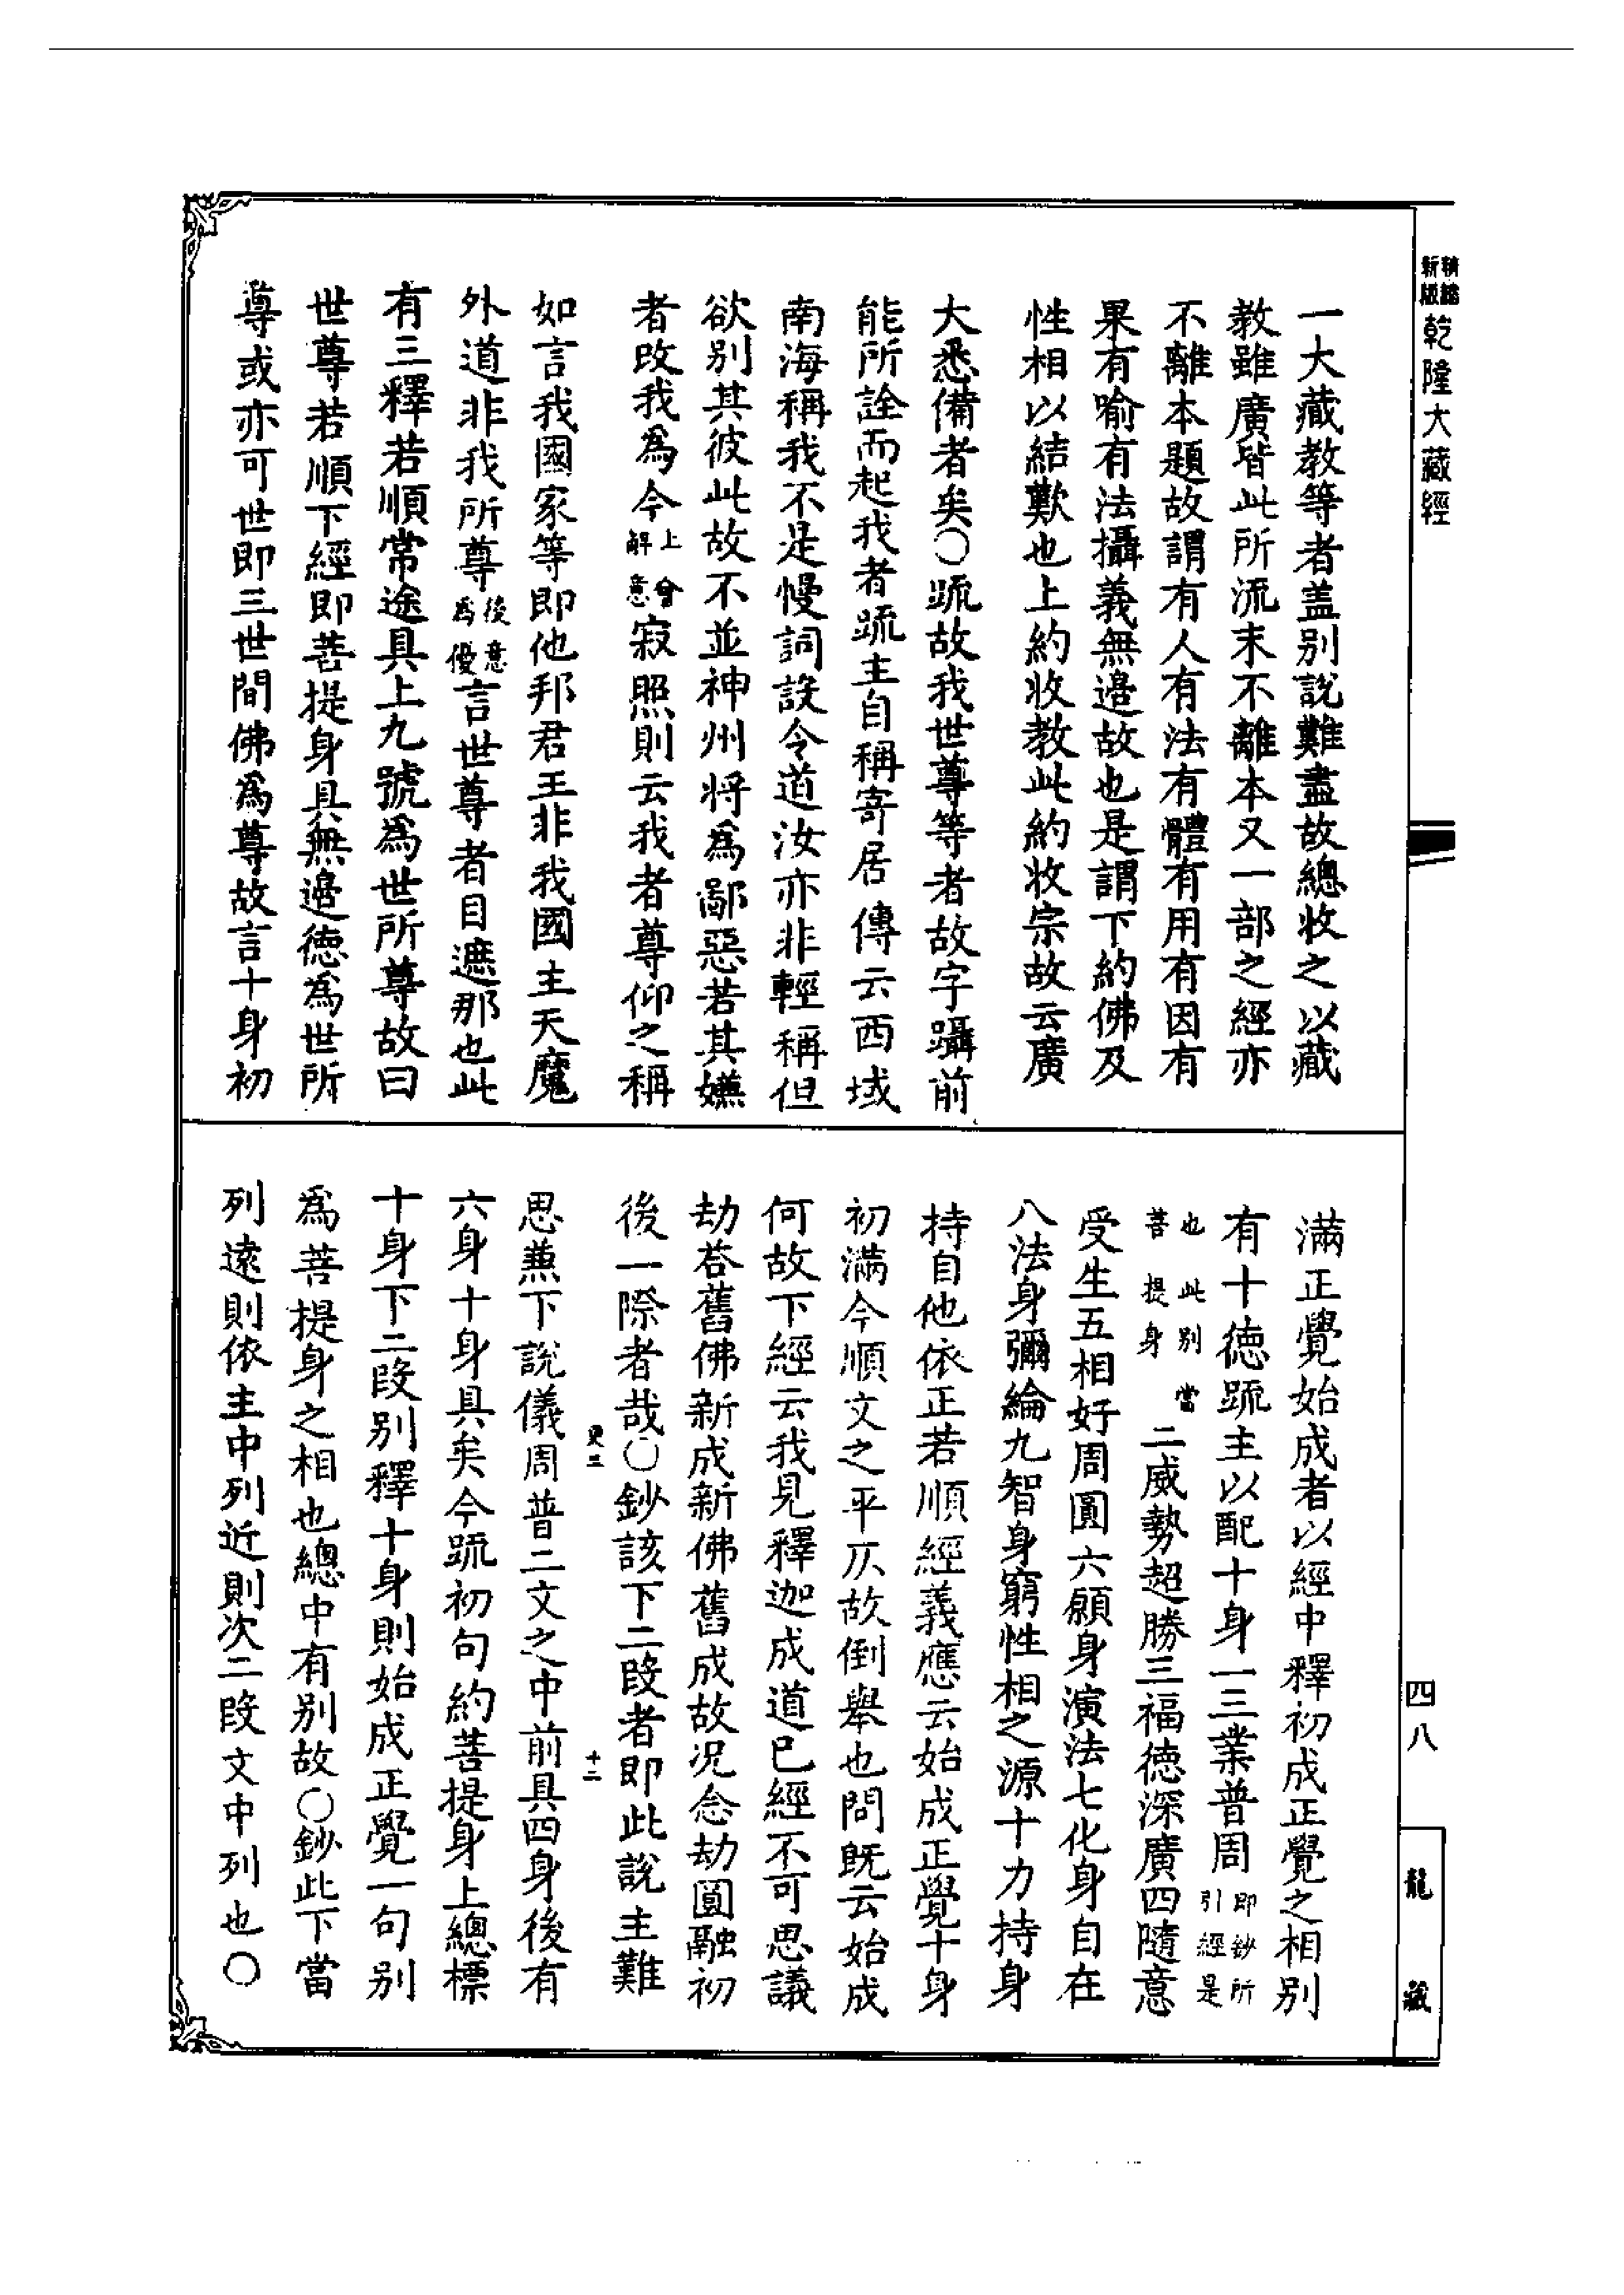 精縮
新版
乾隆大藏經
一大藏教等者盖别說難盡故總收之以藏
教雖廣皆此所流末不離本又一部之經亦
不離本題故謂有人有法有體有用有因有
果有喻有法攝義無邉故也是謂下約佛及
性相以結歎也上約收教此約收宗故云廣
大悉備者矣○䟽故我世尊等者故字躡前
能所詮而起我者䟽主自稱寄居傳云西域
南海稱我不是慢詞設令道汝亦非輕稱但
欲别其彼此故不並神州将為鄙惡若其嫌
者改我為今上會解意寂照則云我者尊仰之稱
如言我國家等即他邦君王非我國主天魔
外道非我所尊後意為優言世尊者目遮那也此
有三釋若順常途具上九號為世所尊故曰
世尊若順下經即菩提身具無邉德為世所
尊或亦可世即三世間佛為尊故言十身初
滿正覺始成者以經中釋初成正覺之相别
有十德䟽主以配十身一三業普周即鈔所引經是
也此别當菩提身二威勢超勝三福德深廣四隨意
受生五相好周圓六願身演法七化身自在
八法身彌綸九智身窮性相之源十力持身
持自他依正若順經義應云始成正覺十身
初滿今順文之平仄故倒舉也問既云始成
何故下經云我見釋迦成道已經不可思議
劫荅舊佛新成新佛舊成故况念劫圓融初
後一際者哉○鈔該下二段者即此說主難
思兼下說儀周普二文之中前具四身後有
六身十身具矣今䟽初句約菩提身上總標
十身下二段别釋十身則始成正覺一句别
為菩提身之相也總中有别故○鈔此下當
列遠則依主中列近則次二段文中列也○
十二
四八
龍藏